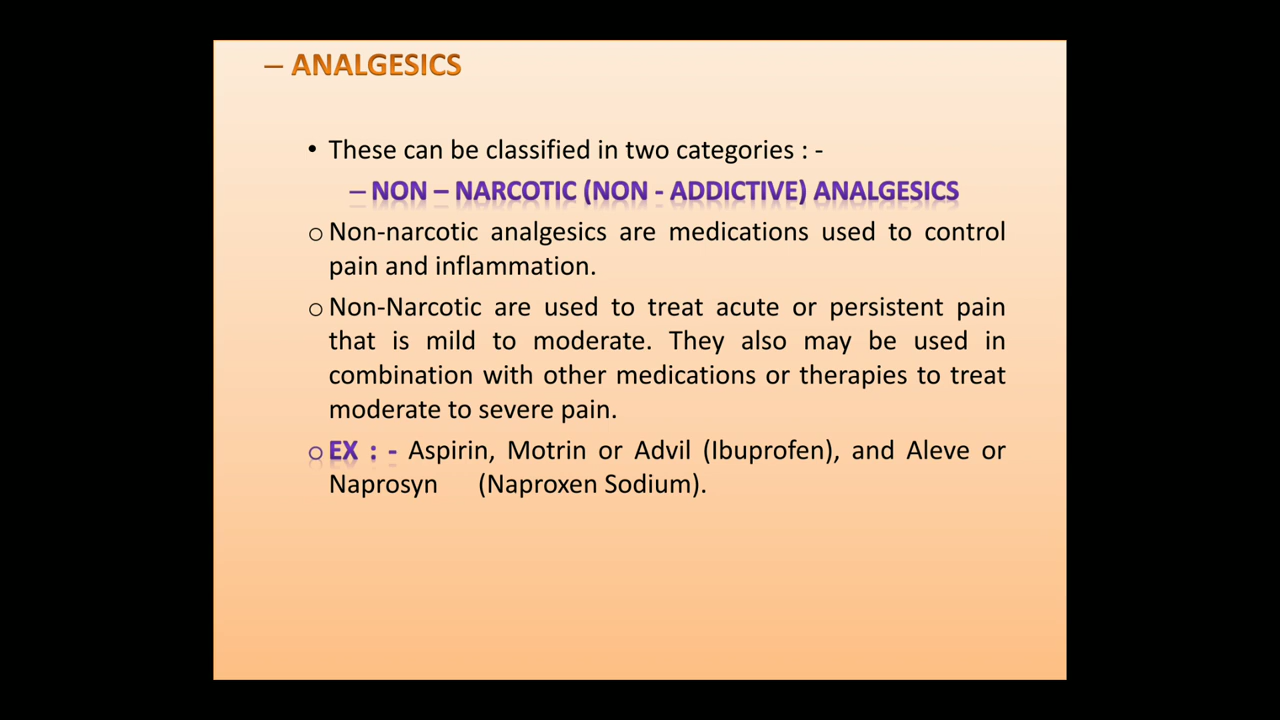 – ANALGESICS
• These can be classified in two categories : -
– NON – NARCOTIC (NON - ADDICTIVE) ANALGESICS
o Non-narcotic analgesics are medications used to control
pain and inflammation.
o Non-Narcotic are used to treat acute or persistent pain
that is mild to moderate. They also may be used in
combination with other medications or therapies to treat
moderate to severe pain.
o EX : - Aspirin, Motrin or Advil (Ibuprofen), and Aleve or
Naprosyn (Naproxen Sodium).